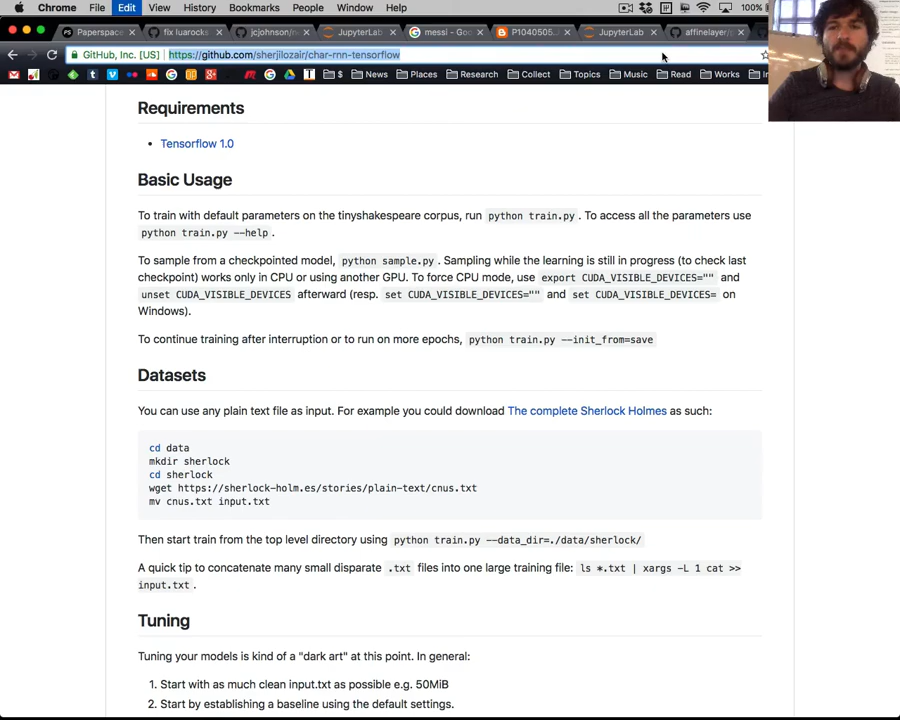 Chrome File Edit View History Bookmarks People Window Help 100%
Paperspace fix luarocks jcjohnson/n JupyterLab messi - Goo P1040505. JupyterLab affinelayer/
GitHub, Inc. [US] https://github.com/sherjilozair/char-rnn-tensorflow
$ News Places Research Collect Topics Music Read Works In
Requirements
• Tensorflow 1.0
Basic Usage
To train with default parameters on the tinyshakespeare corpus, run python train.py . To access all the parameters use
python train.py --help .
To sample from a checkpointed model, python sample.py . Sampling while the learning is still in progress (to check last
checkpoint) works only in CPU or using another GPU. To force CPU mode, use export CUDA_VISIBLE_DEVICES="" and
unset CUDA_VISIBLE_DEVICES afterward (resp. set CUDA_VISIBLE_DEVICES="" and set CUDA_VISIBLE_DEVICES= on
Windows).
To continue training after interruption or to run on more epochs, python train.py --init_from=save
Datasets
You can use any plain text file as input. For example you could download The complete Sherlock Holmes as such:
cd data
mkdir sherlock
cd sherlock
wget https://sherlock-holm.es/stories/plain-text/cnus.txt
mv cnus.txt input.txt
Then start train from the top level directory using python train.py --data_dir=./data/sherlock/
A quick tip to concatenate many small disparate .txt files into one large training file: ls *.txt | xargs -L 1 cat >>
input.txt .
Tuning
Tuning your models is kind of a "dark art" at this point. In general:
1. Start with as much clean input.txt as possible e.g. 50MiB
2. Start by establishing a baseline using the default settings.